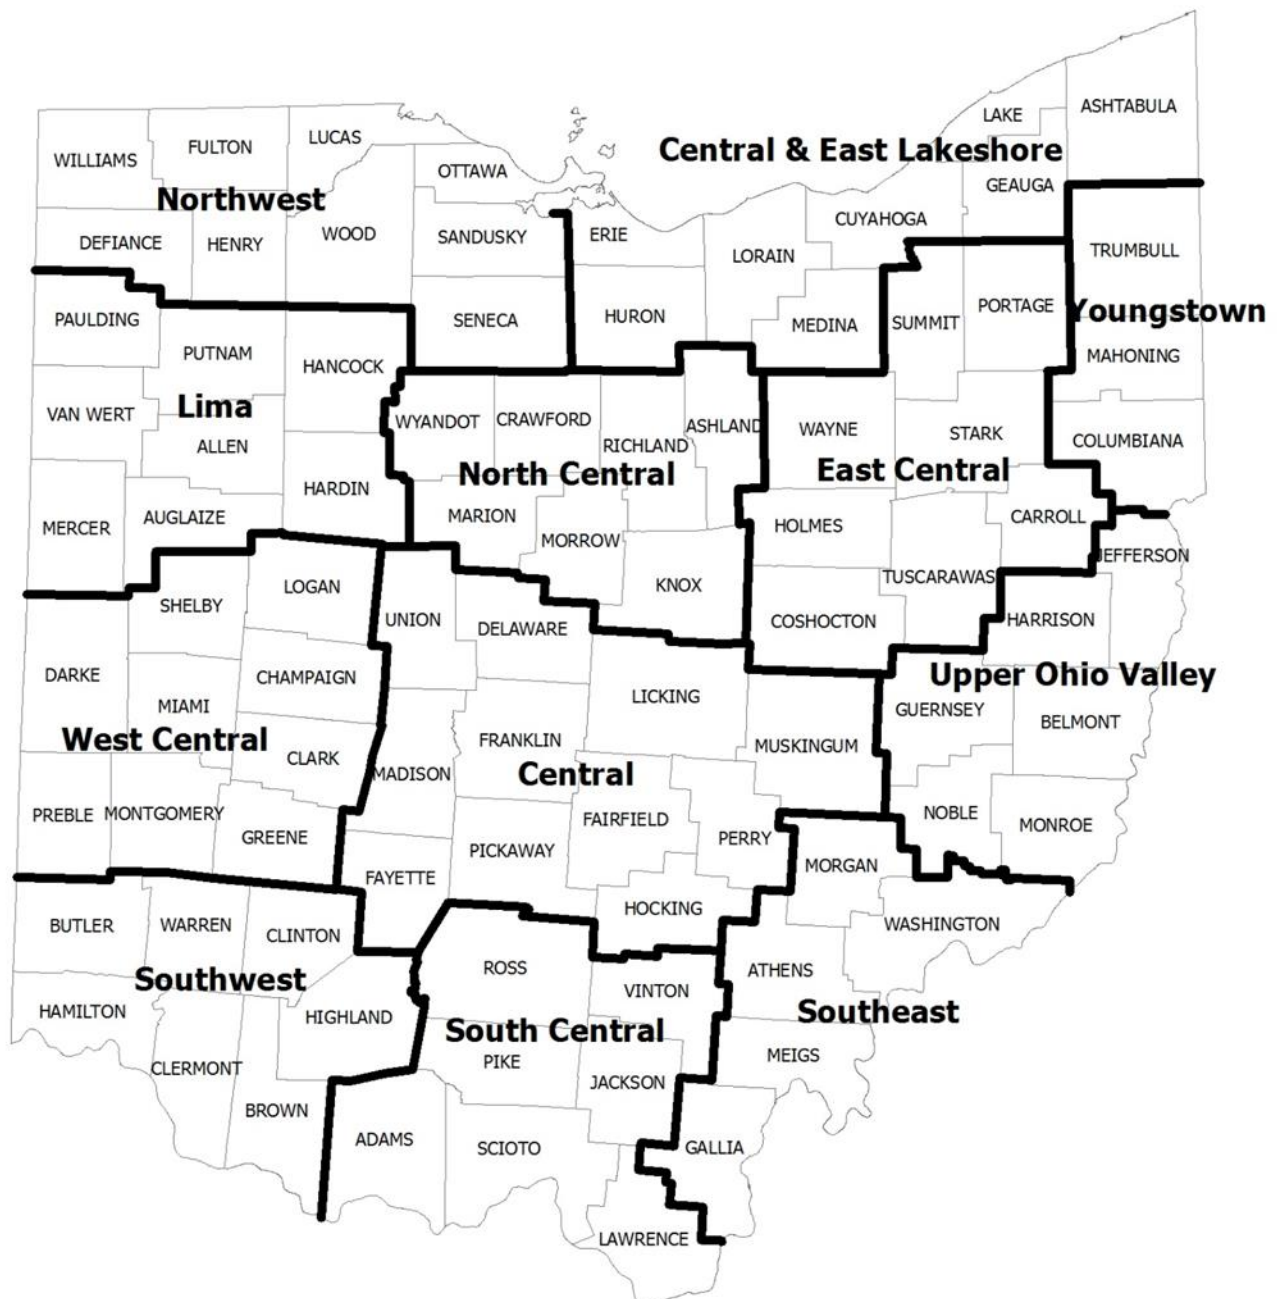 LAKE
ASHTABULA
WILLIAMS
FULTON
LUCAS
OTTAWA
Central & East Lakeshore
GEAUGA
Northwest
CUYAHOGA
DEFIANCE
HENRY
WOOD
SANDUSKY
ERIE
LORAIN
TRUMBULL
PAULDING
SENECA
HURON
MEDINA
SUMMIT
PORTAGE
Youngstown
PUTNAM
HANCOCK
MAHONING
VAN WERT
Lima
ALLEN
WYANDOT
CRAWFORD
RICHLAND
ASHLAND
WAYNE
STARK
COLUMBIANA
North Central
East Central
HARDIN
MERCER
AUGLAIZE
MARION
MORROW
HOLMES
CARROLL
JEFFERSON
LOGAN
KNOX
TUSCARAWAS
SHELBY
UNION
DELAWARE
COSHOCTON
HARRISON
DARKE
CHAMPAIGN
LICKING
Upper Ohio Valley
MIAMI
GUERNSEY
BELMONT
West Central
CLARK
FRANKLIN
MUSKINGUM
MADISON
Central
PREBLE
MONTGOMERY
GREENE
FAIRFIELD
PERRY
NOBLE
MONROE
PICKAWAY
MORGAN
FAYETTE
HOCKING
BUTLER
WARREN
CLINTON
WASHINGTON
Southwest
ROSS
VINTON
ATHENS
HAMILTON
HIGHLAND
South Central
Southeast
CLERMONT
PIKE
JACKSON
MEIGS
BROWN
ADAMS
SCIOTO
GALLIA
LAWRENCE